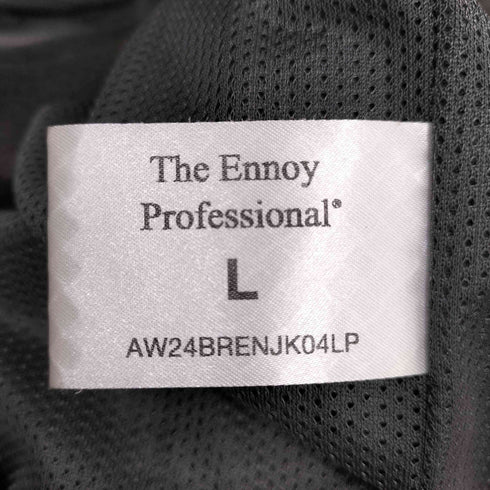 The Ennoy
Professional®
L
AW24BRENJK04LP